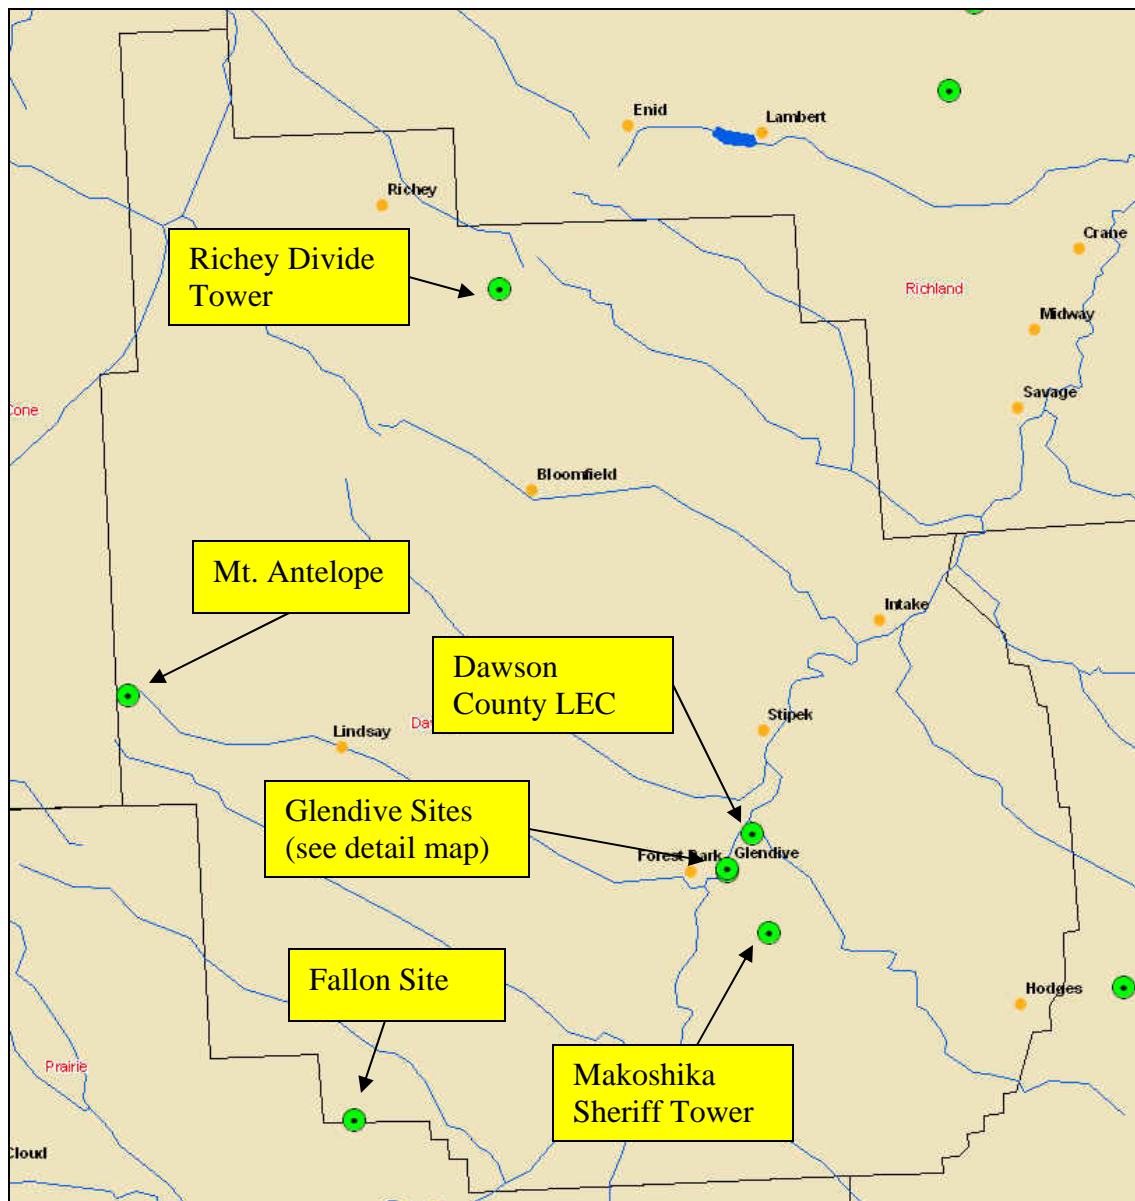 Enid
Lambert
Richey
Crane
Richey Divide
Tower
Richland
Midway
Savage
Cone
Bloomfield
Mt. Antelope
Intake
Dawson
County LEC
Stipek
Lindsay
Glendive Sites
(see detail map)
Forest Park
Glendive
Fallon Site
Hodges
Makoshika
Sheriff Tower
Prairie
Cloud